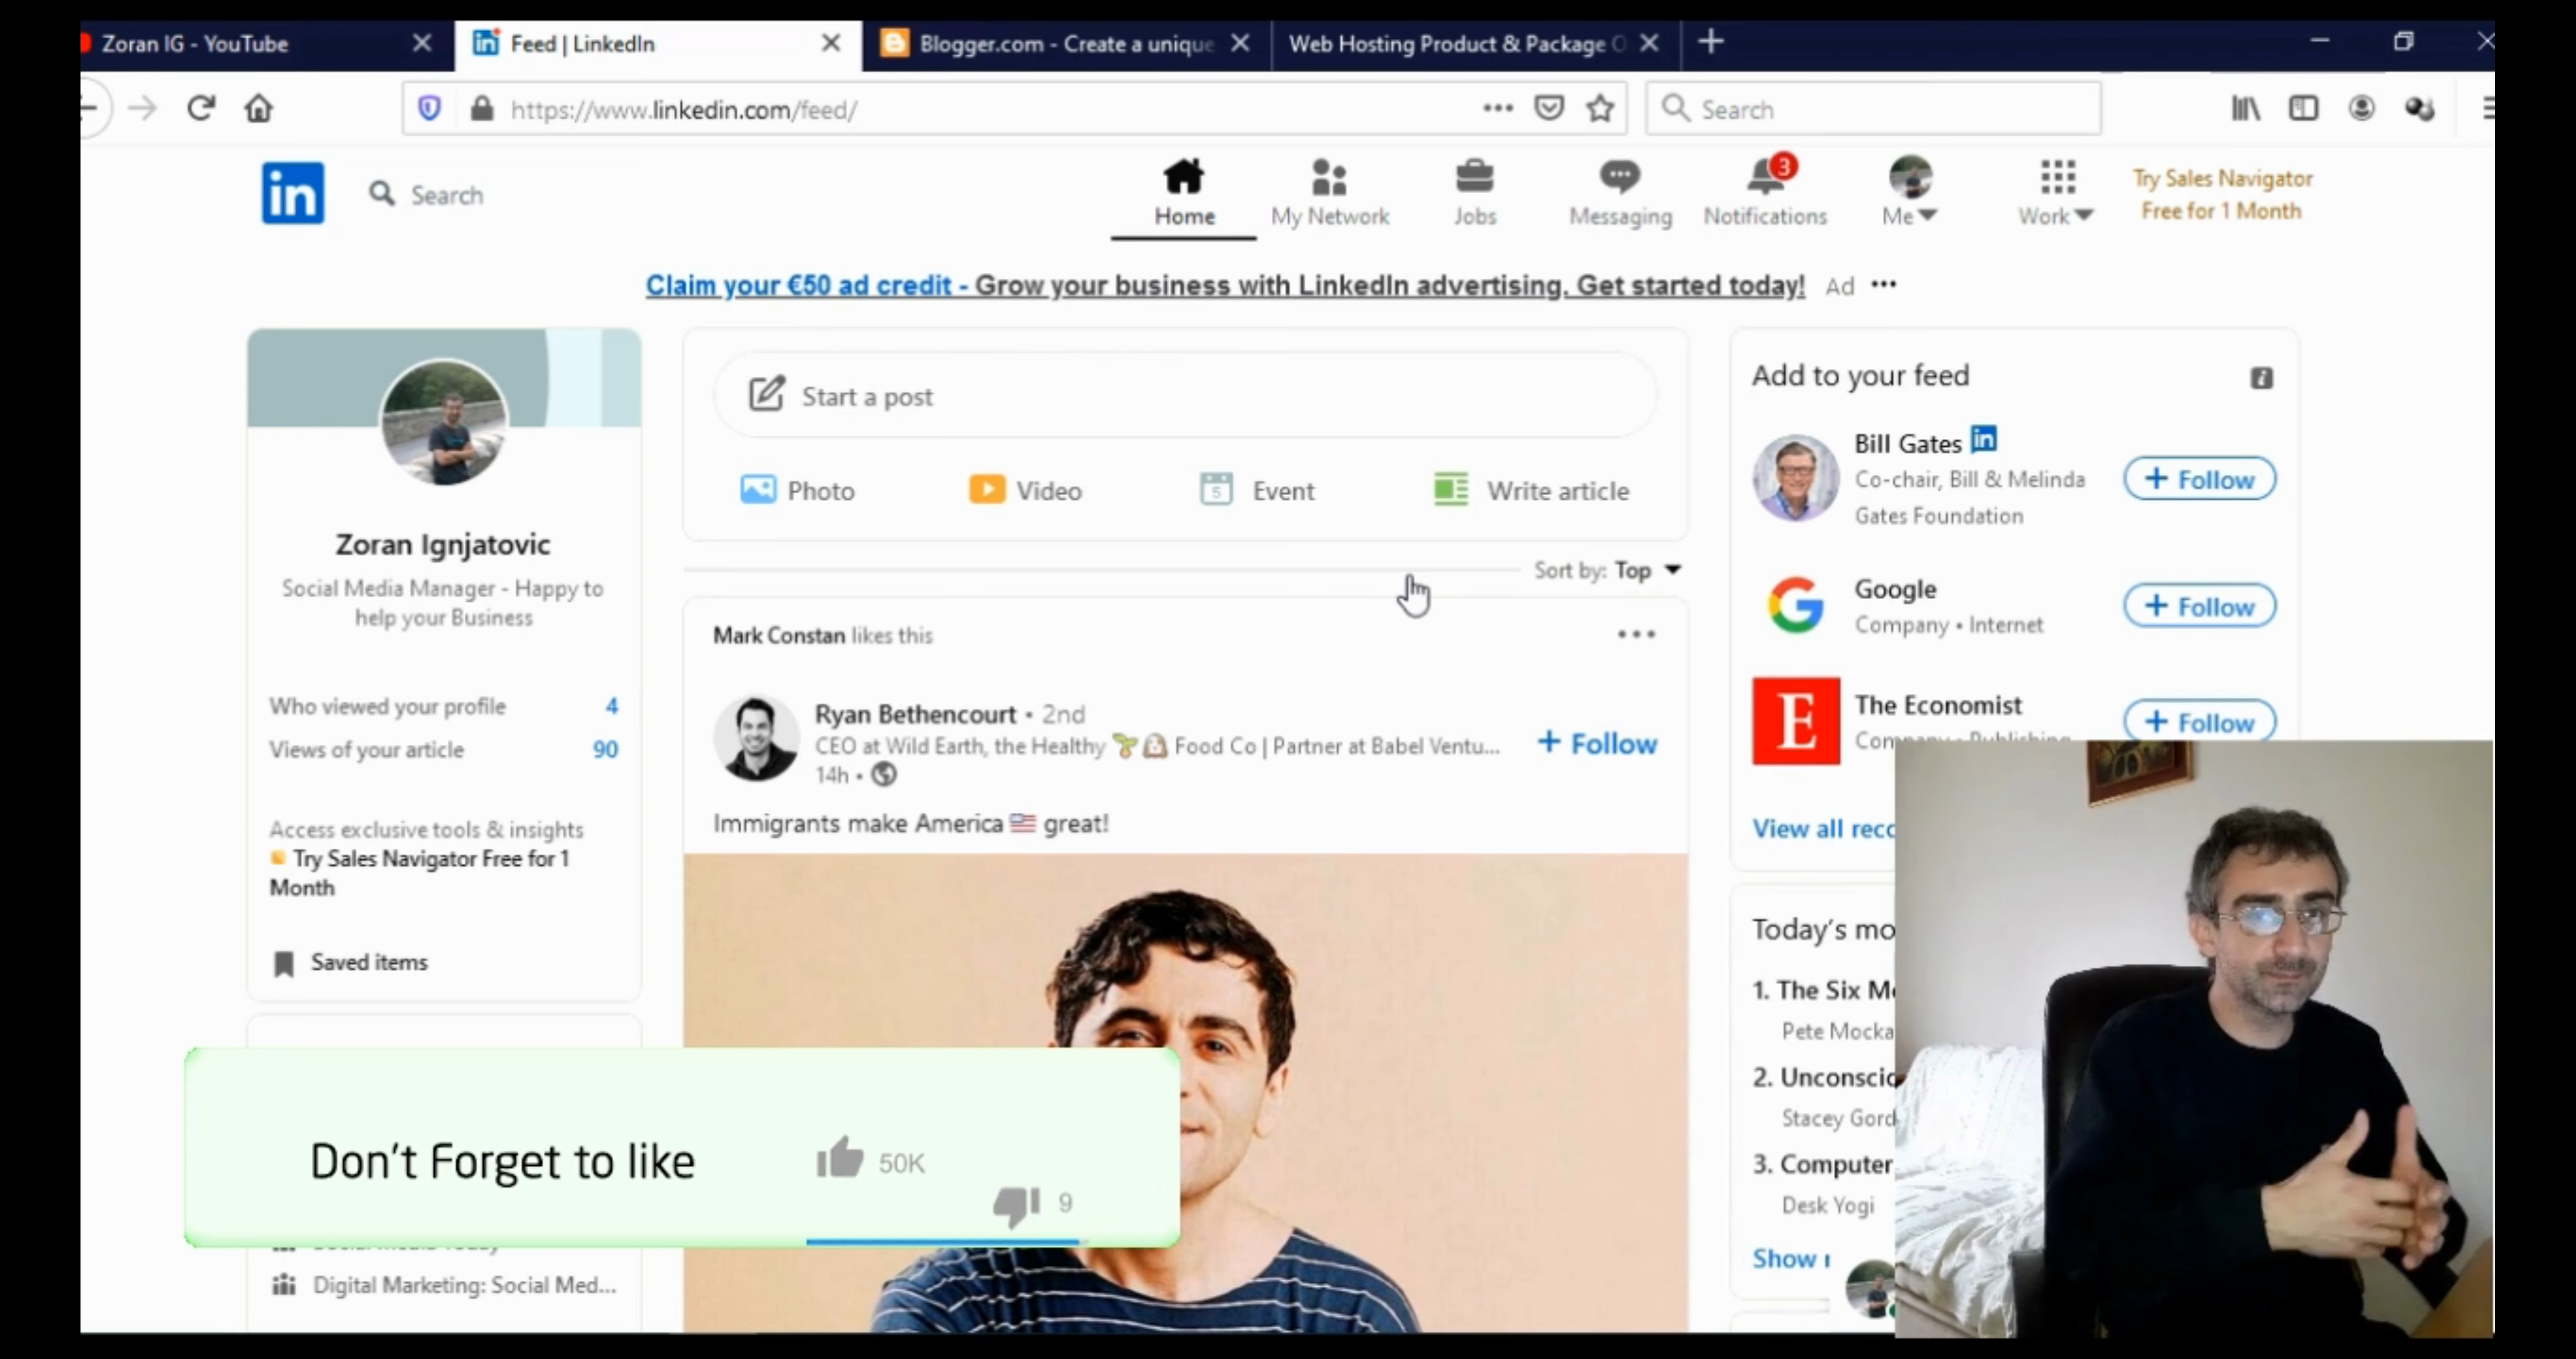 Zoran IG - YouTube
Feed | LinkedIn
Blogger.com - Create a unique
Web Hosting Product & Package
https://www.linkedin.com/feed/
Search
in
Search
Home
My Network
Jobs
Messaging
3
Notifications
Me
Work
Try Sales Navigator
Free for 1 Month
Claim your €50 ad credit - Grow your business with LinkedIn advertising. Get started today! Ad
Zoran Ignjatovic
Social Media Manager - Happy to
help your Business
Who viewed your profile 4
Views of your article 90
Access exclusive tools & insights
Try Sales Navigator Free for 1
Month
Saved items
Digital Marketing: Social Med...
Start a post
Photo
Video
5
Event
Write article
Sort by: Top
Mark Constan likes this
Ryan Bethencourt • 2nd
CEO at Wild Earth, the Healthy Food Co | Partner at Babel Ventu...
14h •
+ Follow
Immigrants make America great!
Add to your feed
Bill Gates in
Co-chair, Bill & Melinda
Gates Foundation
+ Follow
Google
Company • Internet
+ Follow
E
The Economist
+ Follow
View all
Today's
1. The Six
Pete
2.
Stacey
3. Computer
Desk Yogi
Show
Don't Forget to like
50K
9